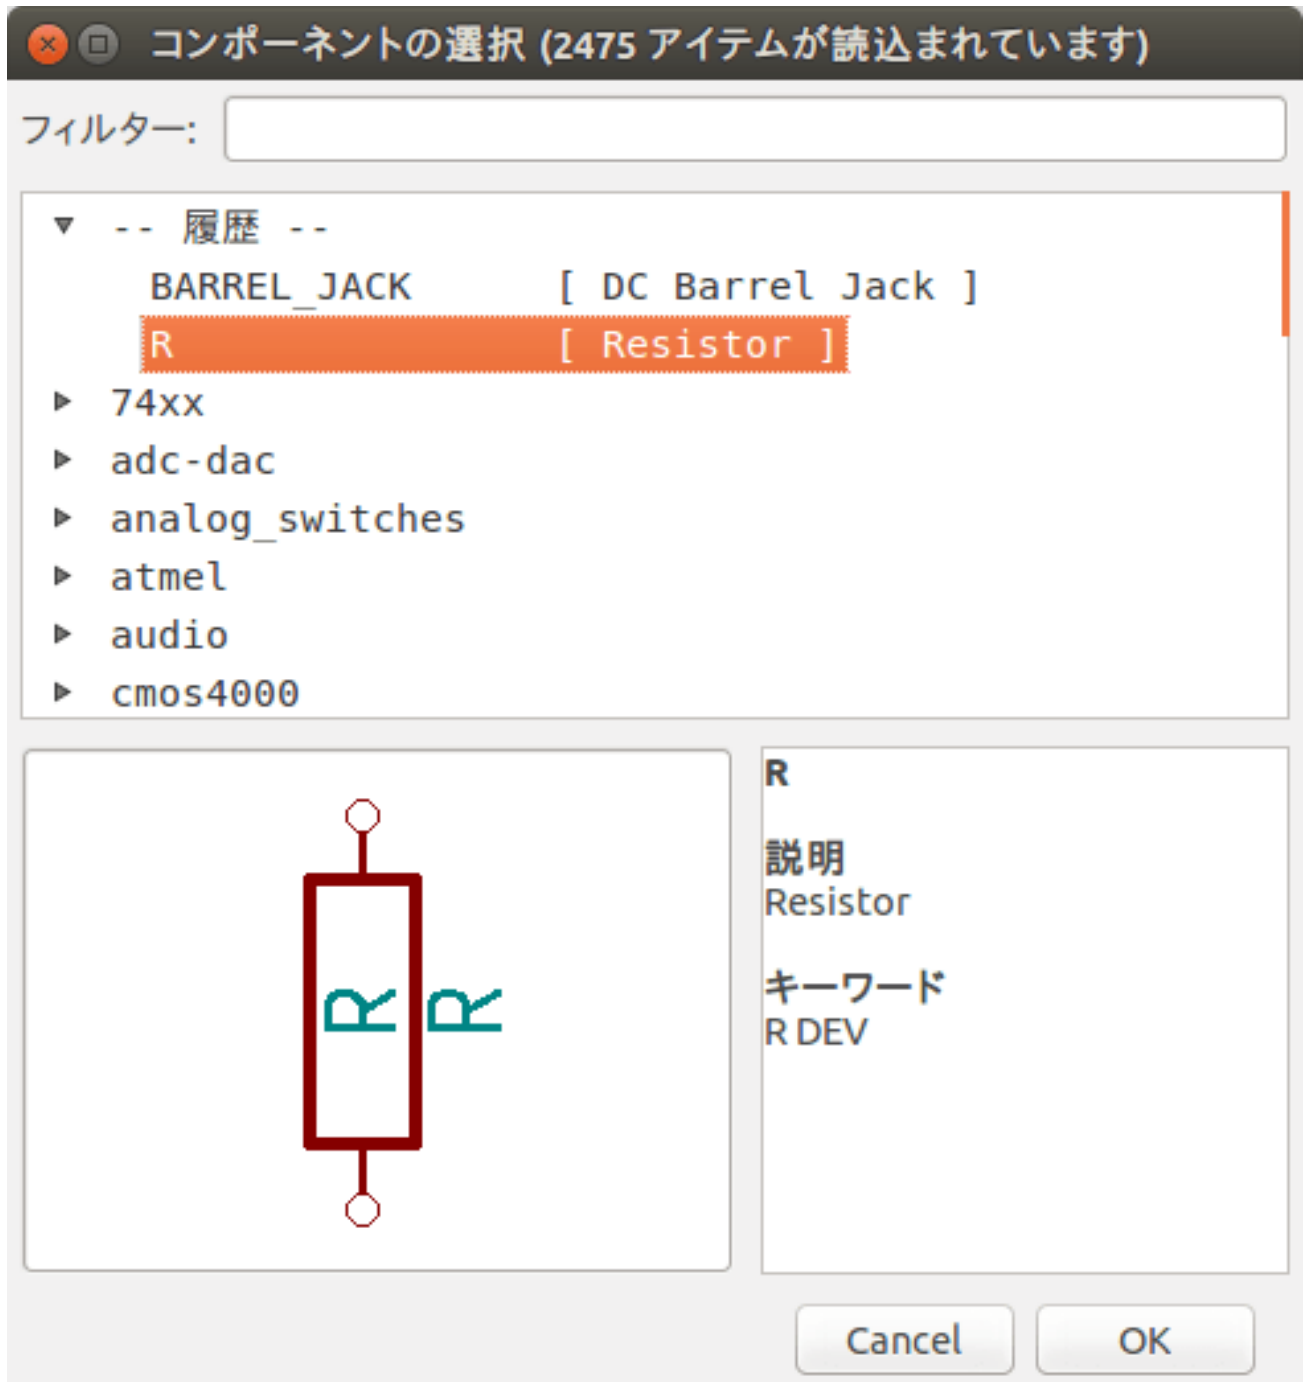 コンポーネントの選択 (2475 アイテムが読込まれています)
フィルター:
-- 履歴 --
BARREL_JACK [ DC Barrel Jack ]
R [ Resistor ]
74xx
adc-dac
analog_switches
atmel
audio
cmos4000
R R
R
説明
Resistor
キーワード
R DEV
Cancel OK